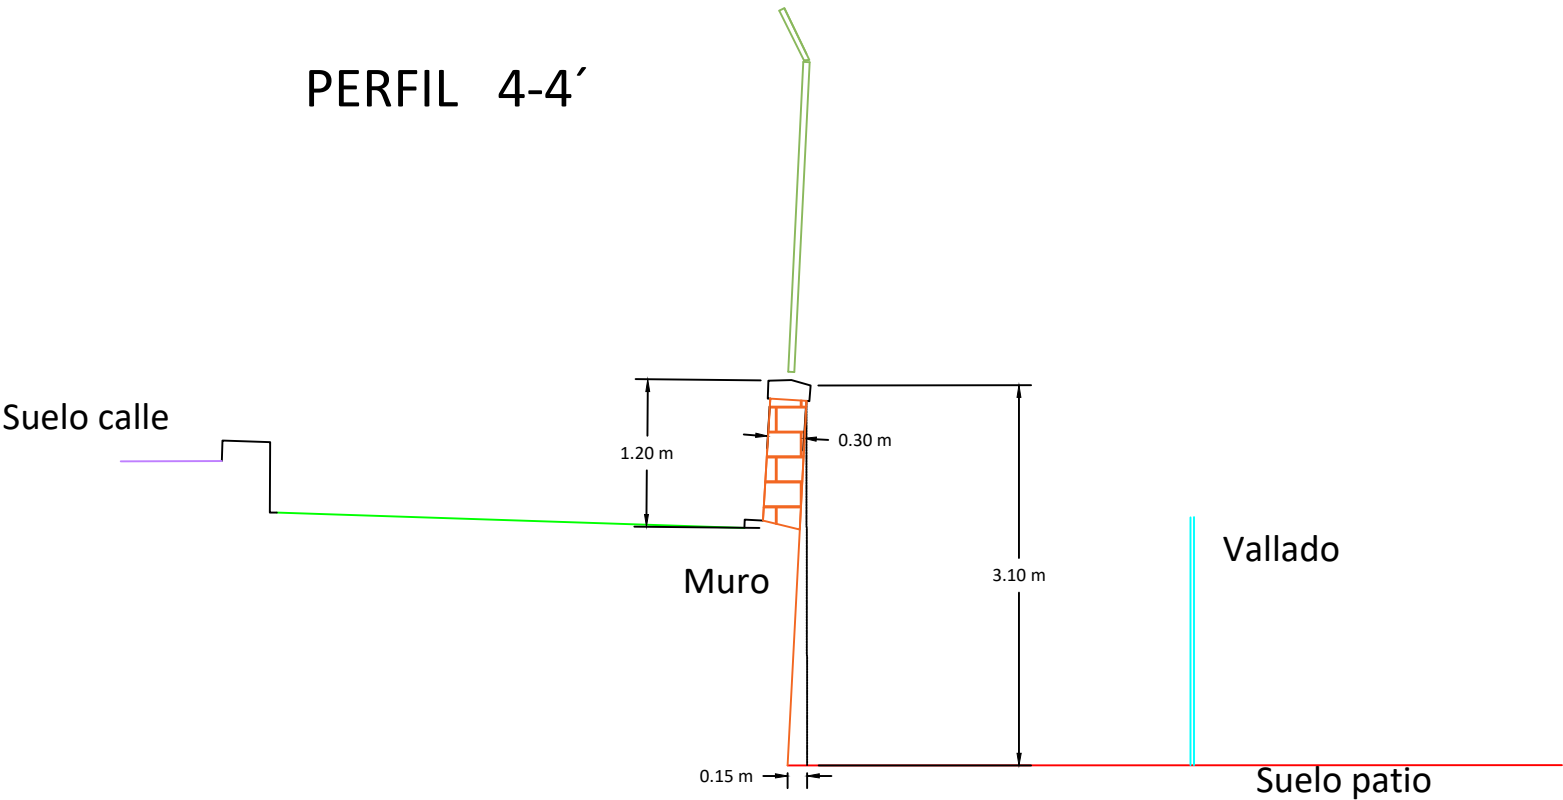 PERFIL 4-4´
Suelo calle
1.20 m
0.30 m
Vallado
Muro
3.10 m
0.15 m
Suelo patio